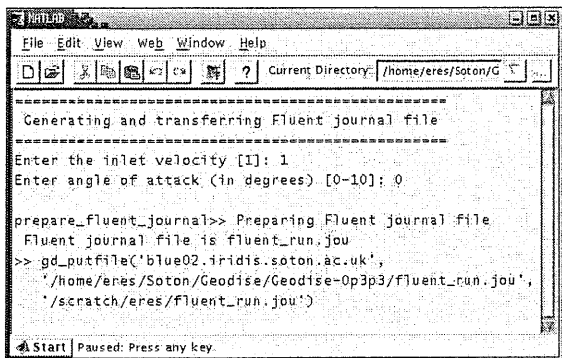 MATLAB
File Edit View Web Window Help
? Current Directory: /home/eres/Soton/G ...
================================================
Generating and transferring Fluent journal file
================================================
Enter the inlet velocity [1]: 1
Enter angle of attack (in degrees) [0-10]: 0
prepare_fluent_journal>> Preparing Fluent journal file
Fluent journal file is fluent_run.jou
>> gd_putfile('blue02.iridis.soton.ac.uk',
'/home/eres/Soton/Geodise/Geodise-0p3p3/fluent_run.jou',
'/scratch/eres/fluent_run.jou')
Start Paused: Press any key